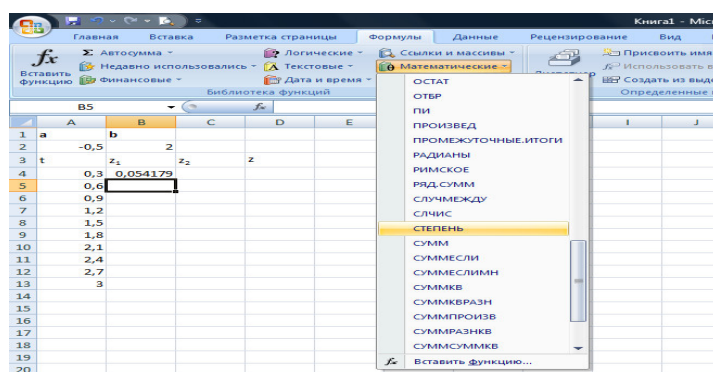 Книга1 - Mic
Главная Вставка Разметка страницы Формулы Данные Рецензирование Вид
fx Вставить функцию
Σ Автосумма
Недавно использовались
Финансовые
Логические
Текстовые
Дата и время
Ссылки и массивы
Математические
Присвоить имя
Использовать в
Создать из выде
Библиотека функций
Определенные
B5 fx
A B C D E I J
1 a b
2 -0,5 2
3 t z₁ z₂ z
4 0,3 0,054179
5 0,6
6 0,9
7 1,2
8 1,5
9 1,8
10 2,1
11 2,4
12 2,7
13 3
14
15
16
17
18
19
20
ОСТАТ
ОТБР
ПИ
ПРОИЗВЕД
ПРОМЕЖУТОЧНЫЕ.ИТОГИ
РАДИАНЫ
РИМСКОЕ
РЯД.СУММ
СЛУЧМЕЖДУ
СЛЧИС
СТЕПЕНЬ
СУММ
СУММЕСЛИ
СУММЕСЛИМН
СУММКВ
СУММКВРАЗН
СУММПРОИЗВ
СУММРАЗНКВ
СУММСУММКВ
fx Вставить функцию...